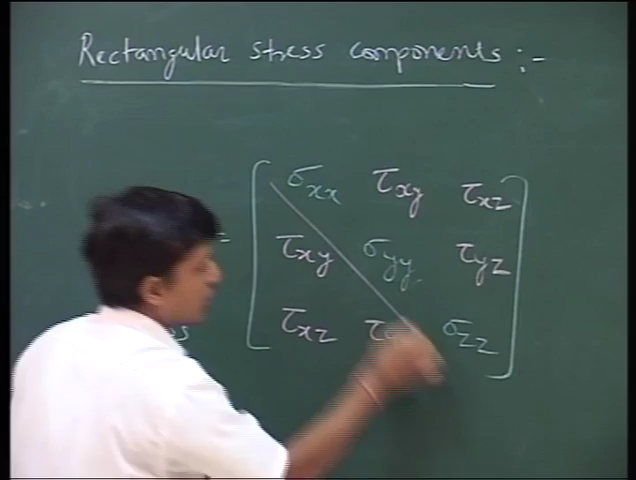 Rectangular stress components :-
σxx τxy τxz
= τxy σyy τyz
τxz σzz